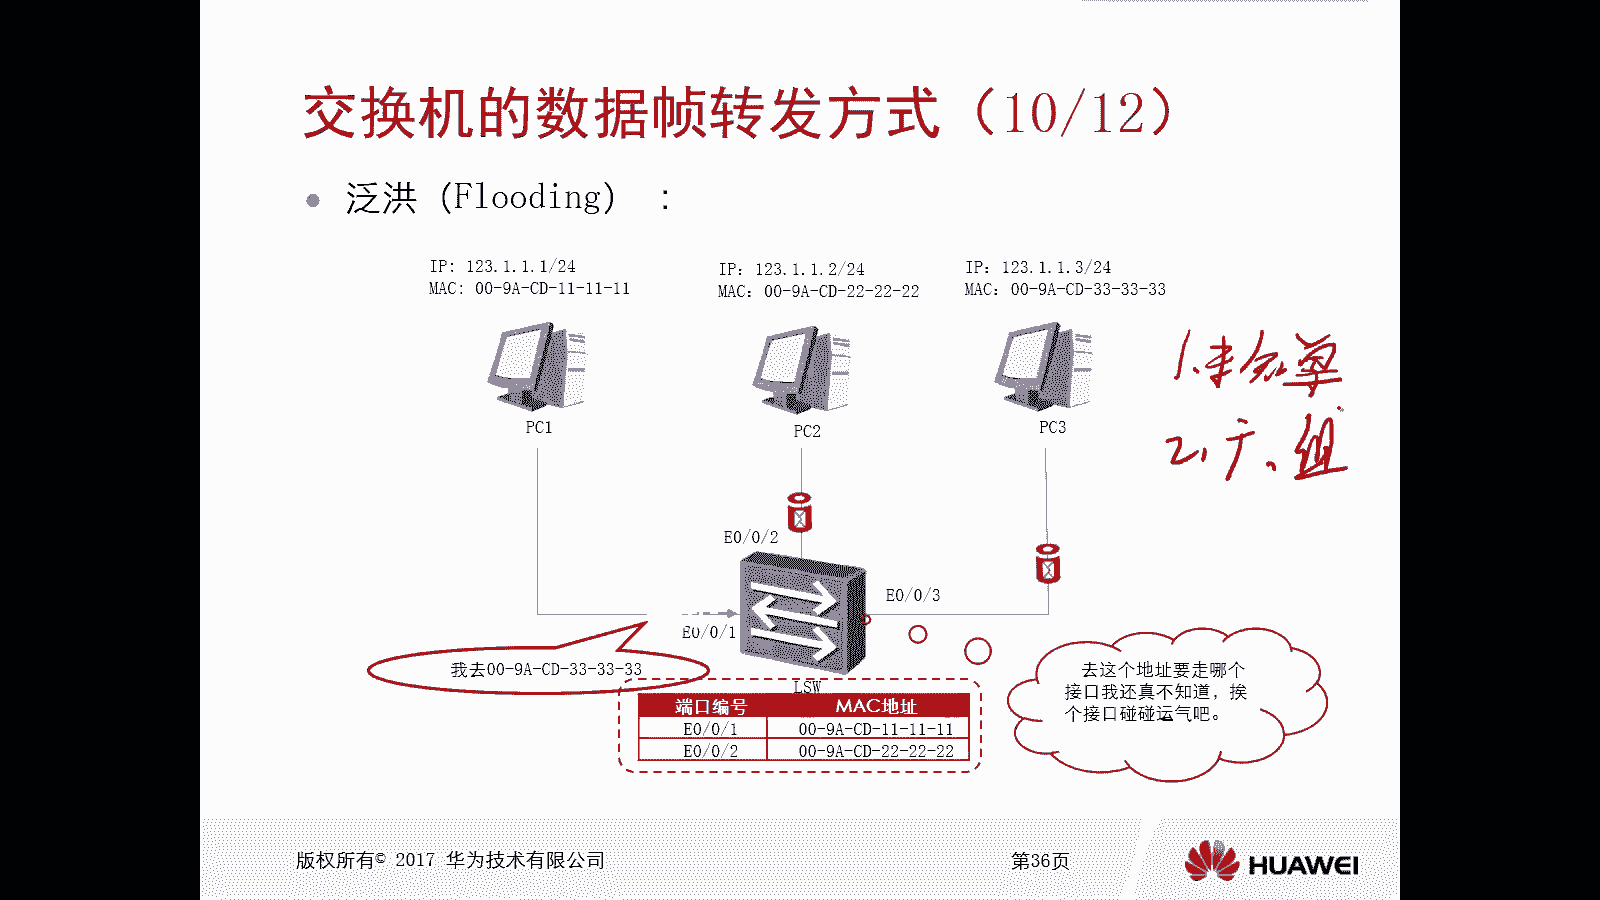 交换机的数据帧转发方式（10/12）
泛洪（Flooding）：
IP: 123.1.1.1/24
MAC: 00-9A-CD-11-11-11
IP: 123.1.1.2/24
MAC: 00-9A-CD-22-22-22
IP: 123.1.1.3/24
MAC: 00-9A-CD-33-33-33
PC1
PC2
PC3
2、广、组
E0/0/2
E0/0/3
E0/0/1
我去00-9A-CD-33-33-33
LSW
端口编号 MAC地址
E0/0/1 00-9A-CD-11-11-11
E0/0/2 00-9A-CD-22-22-22
去这个地址要走哪个
接口我还真不知道，挨
个接口碰碰运气吧。
版权所有© 2017 华为技术有限公司
第36页
HUAWEI